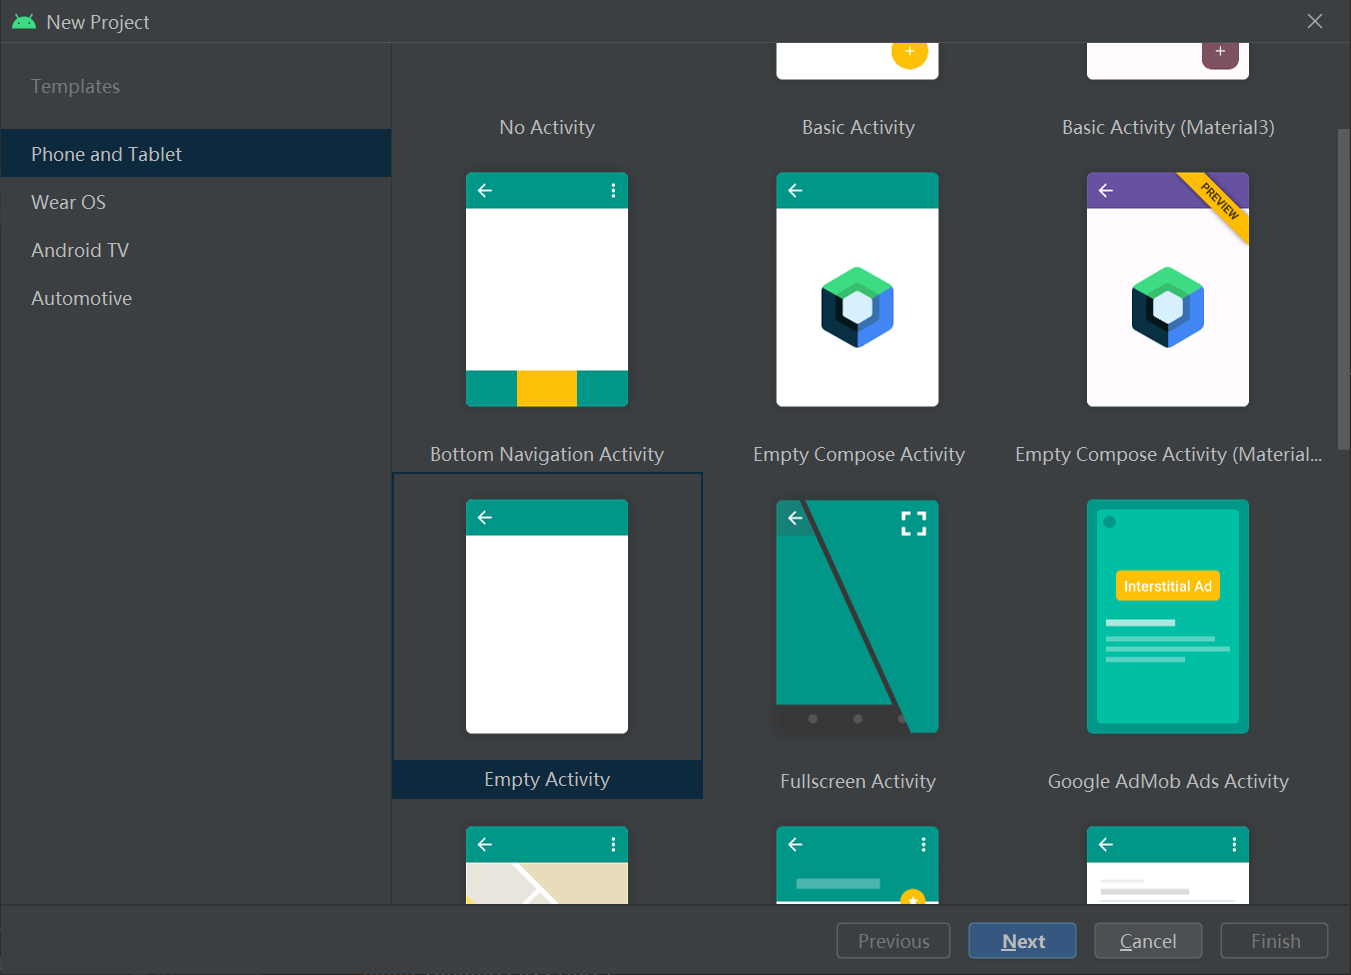 New Project
Templates
Phone and Tablet
Wear OS
Android TV
Automotive
No Activity
Basic Activity
Basic Activity (Material3)
PREVIEW
Bottom Navigation Activity
Empty Compose Activity
Empty Compose Activity (Material...
Interstitial Ad
Empty Activity
Fullscreen Activity
Google AdMob Ads Activity
Previous
Next
Cancel
Finish